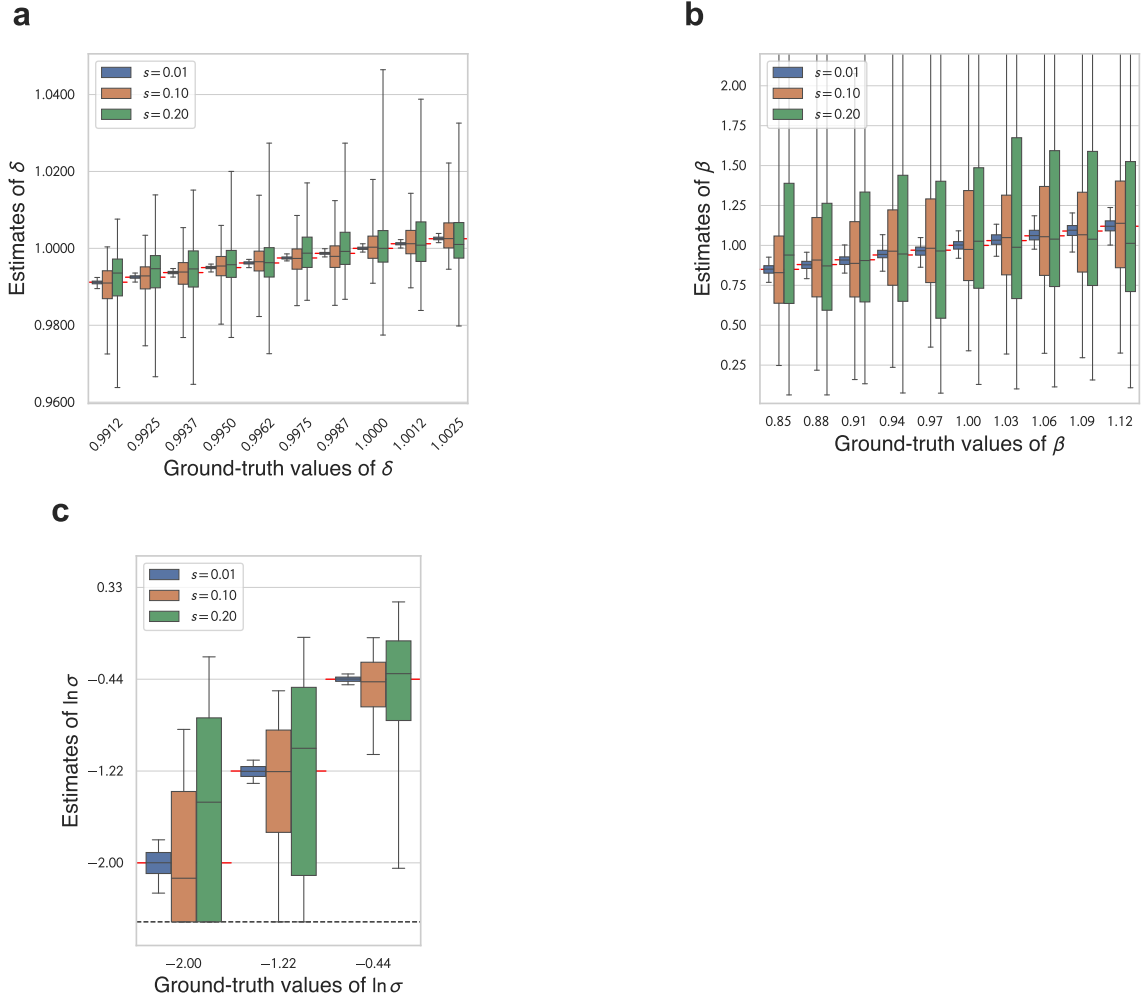 a
Estimates of δ
1.0400
1.0200
1.0000
0.9800
0.9600
s = 0.01
s = 0.10
s = 0.20
0.9912
0.9925
0.9937
0.9950
0.9962
0.9975
0.9987
1.0000
1.0012
1.0025
Ground-truth values of δ
b
Estimates of β
2.00
1.75
1.50
1.25
1.00
0.75
0.50
0.25
s = 0.01
s = 0.10
s = 0.20
0.85 0.88 0.91 0.94 0.97 1.00 1.03 1.06 1.09 1.12
Ground-truth values of β
c
Estimates of ln σ
0.33
−0.44
−1.22
−2.00
s = 0.01
s = 0.10
s = 0.20
−2.00 −1.22 −0.44
Ground-truth values of ln σ